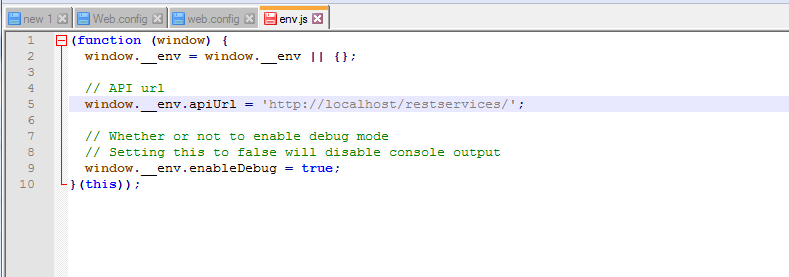 new 1 Web.config web.config env.js
1 (function (window) {
2 window.__env = window.__env || {};
3
4 // API url
5 window.__env.apiUrl = 'http://localhost/restservices/';
6
7 // Whether or not to enable debug mode
8 // Setting this to false will disable console output
9 window.__env.enableDebug = true;
10 }(this));